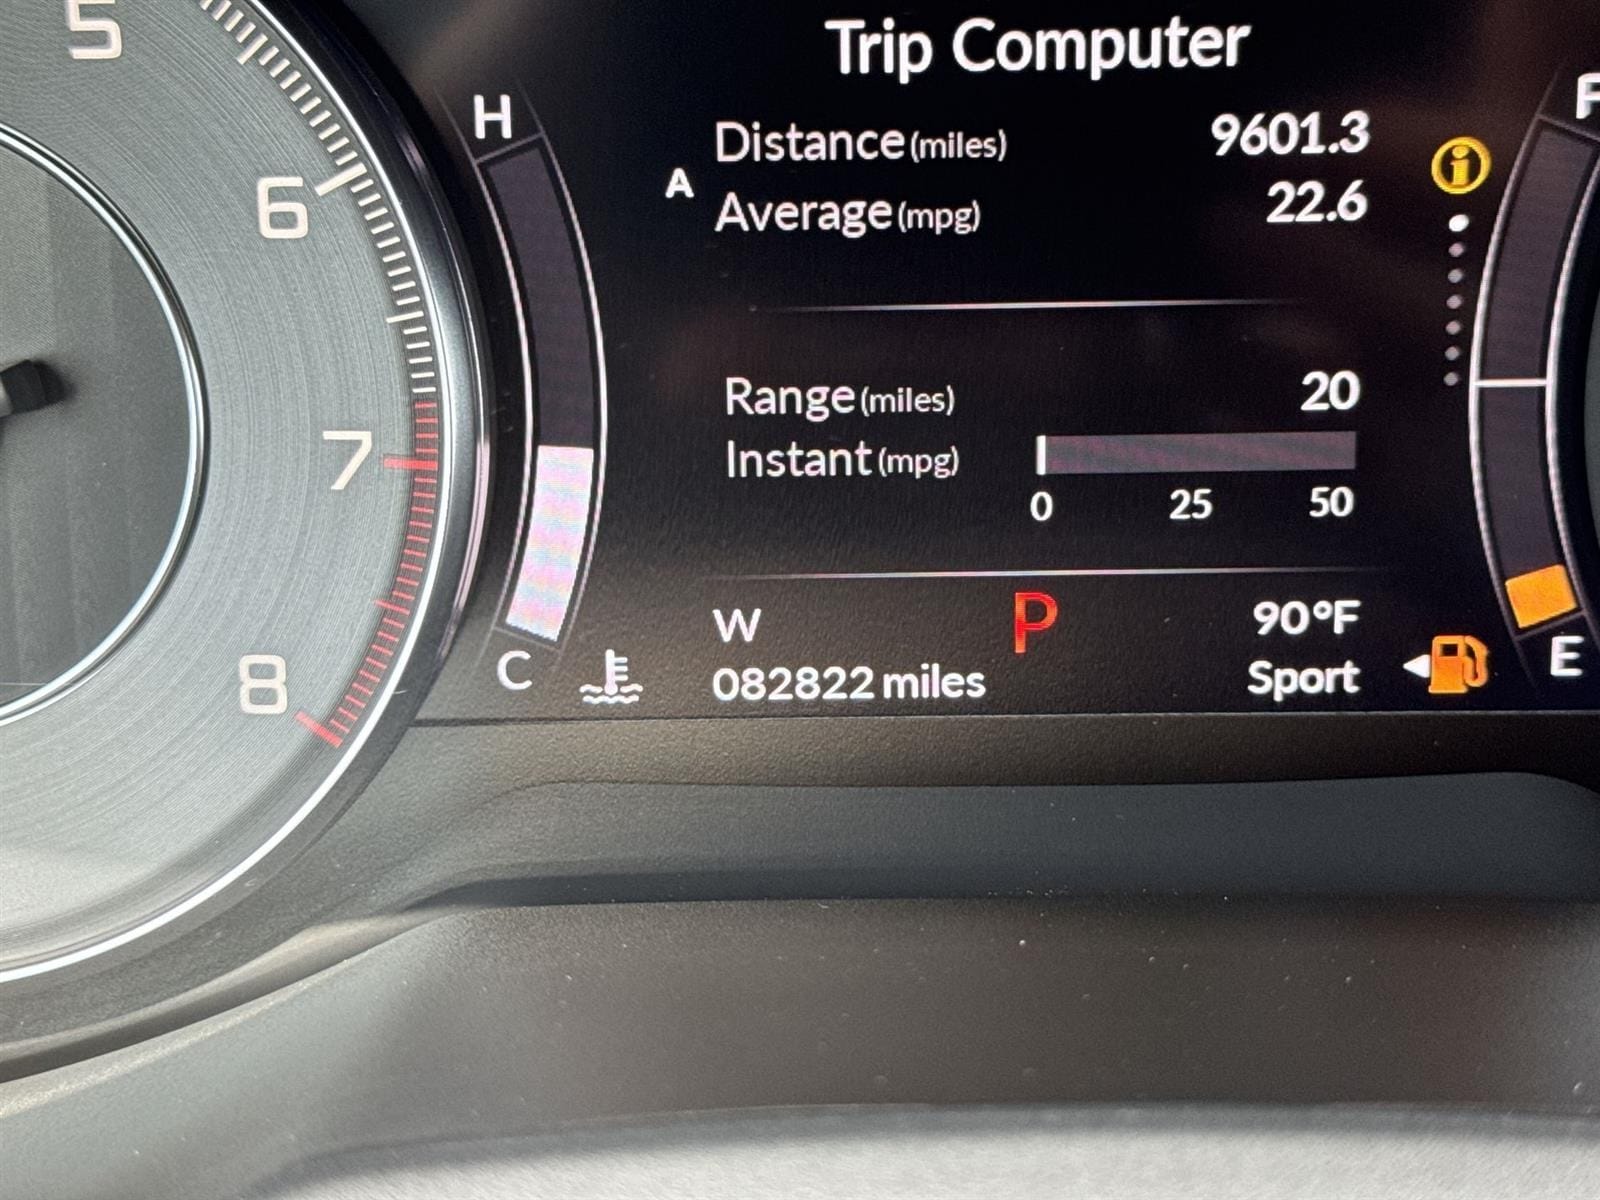 5
6
7
8
H
C
Trip Computer
A
Distance (miles) 9601.3
Average (mpg) 22.6
Range (miles) 20
Instant (mpg)
0 25 50
W P 90°F
082822 miles Sport
F
E